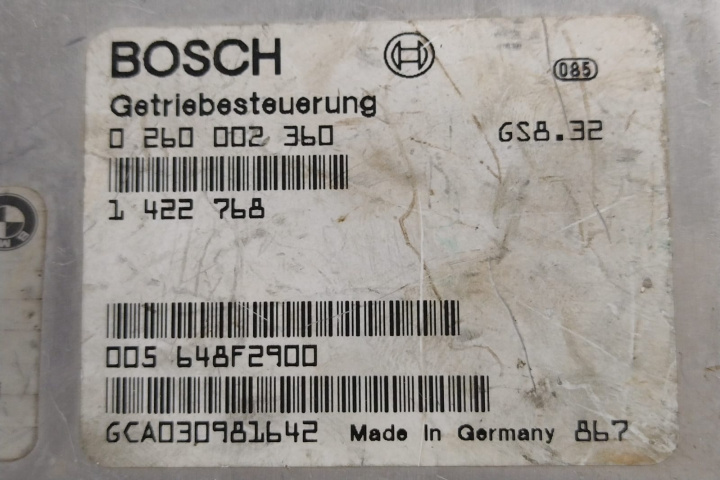 BOSCH
085
Getriebesteuerung
0 260 002 360 GS8.32
1 422 768
005 648F2900
GCA030981642 Made In Germany 867